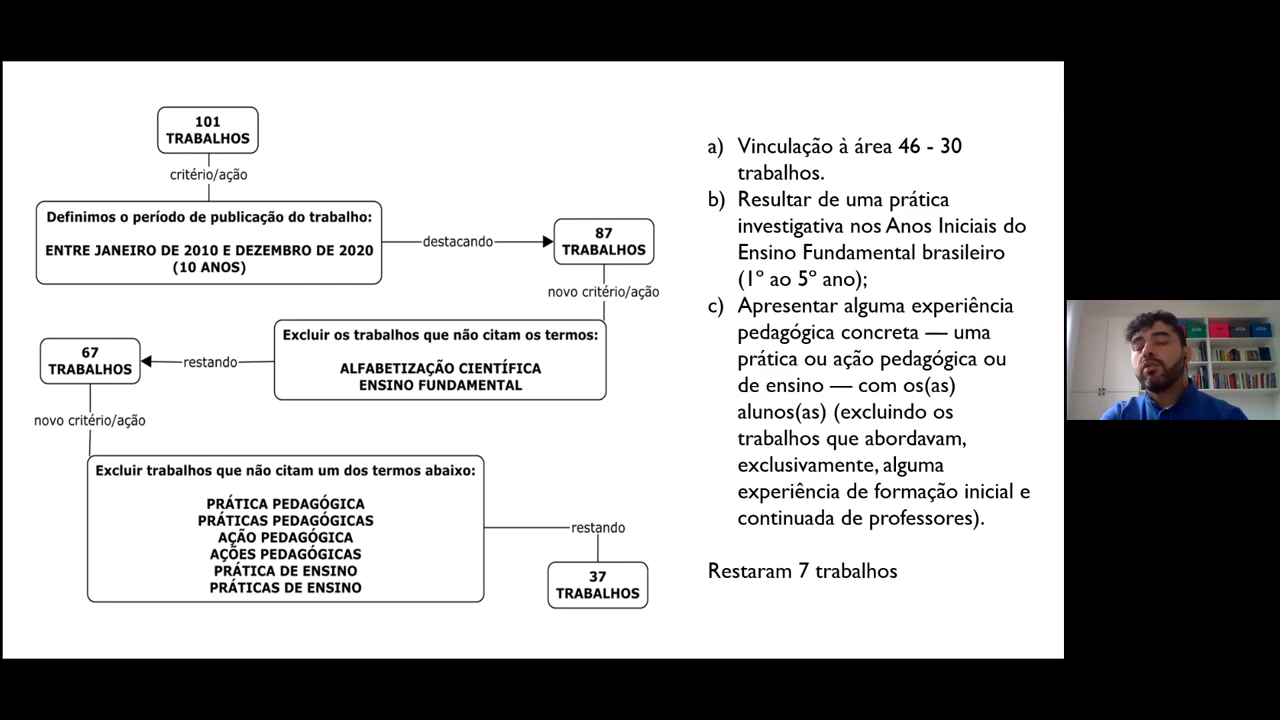 101
TRABALHOS
critério/ação
Definimos o período de publicação do trabalho:
ENTRE JANEIRO DE 2010 E DEZEMBRO DE 2020
(10 ANOS)
destacando
87
TRABALHOS
novo critério/ação
Excluir os trabalhos que não citam os termos:
ALFABETIZAÇÃO CIENTÍFICA
ENSINO FUNDAMENTAL
restando
67
TRABALHOS
novo critério/ação
Excluir trabalhos que não citam um dos termos abaixo:
PRÁTICA PEDAGÓGICA
PRÁTICAS PEDAGÓGICAS
AÇÃO PEDAGÓGICA
AÇÕES PEDAGÓGICAS
PRÁTICA DE ENSINO
PRÁTICAS DE ENSINO
restando
37
TRABALHOS
a) Vinculação à área 46 - 30
trabalhos.
b) Resultar de uma prática
investigativa nos Anos Iniciais do
Ensino Fundamental brasileiro
(1º ao 5º ano);
c) Apresentar alguma experiência
pedagógica concreta — uma
prática ou ação pedagógica ou
de ensino — com os(as)
alunos(as) (excluindo os
trabalhos que abordavam,
exclusivamente, alguma
experiência de formação inicial e
continuada de professores).
Restaram 7 trabalhos